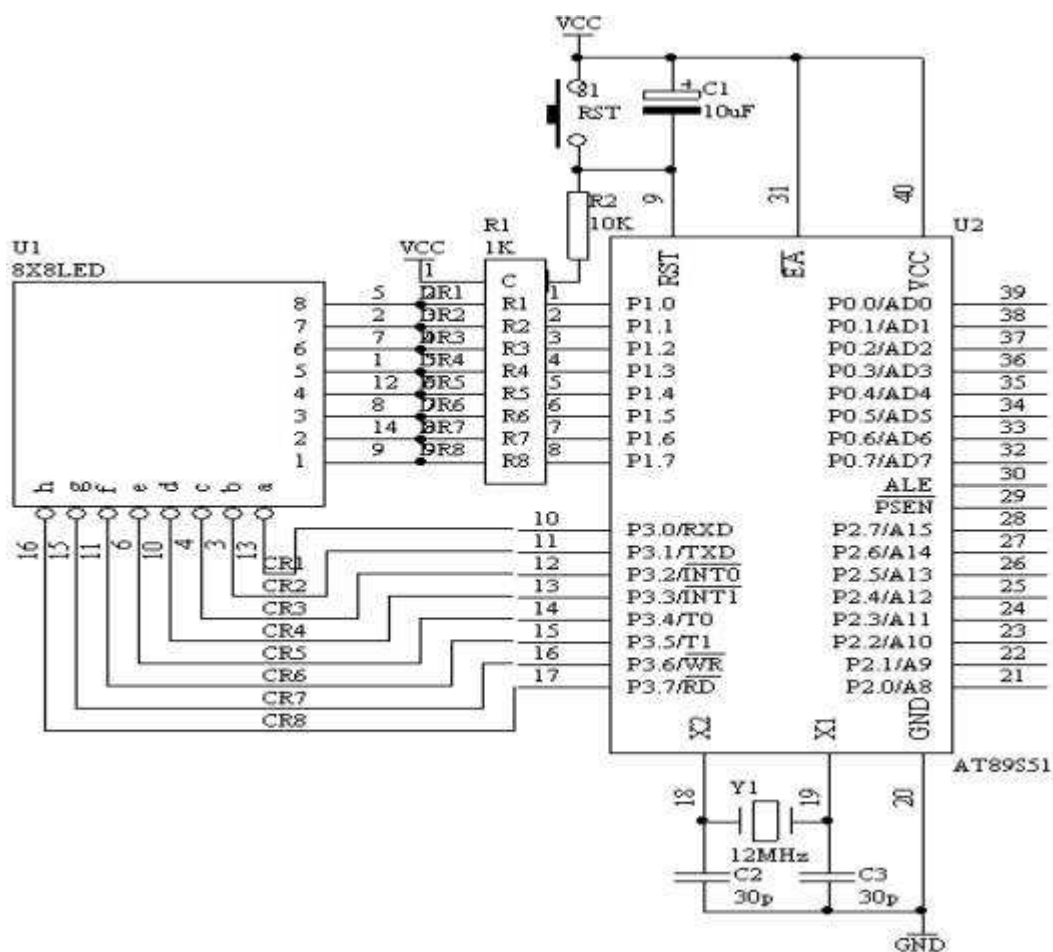 VCC
S1
RST
C1
10uF
R2
10K
9
31
40
U2
R1
1K
VCC
1
U1
8X8LED
C
RST
EA
VCC
8 5 DR1 R1 1 P1.0
7 2 DR2 R2 2 P1.1
6 7 DR3 R3 3 P1.2
5 1 DR4 R4 4 P1.3
4 12 DR5 R5 5 P1.4
3 8 DR6 R6 6 P1.5
2 14 DR7 R7 7 P1.6
1 9 DR8 R8 8 P1.7
P0.0/AD0 39
P0.1/AD1 38
P0.2/AD2 37
P0.3/AD3 36
P0.4/AD4 35
P0.5/AD5 34
P0.6/AD6 33
P0.7/AD7 32
ALE 30
PSEN 29
P2.7/A15 28
P2.6/A14 27
P2.5/A13 26
P2.4/A12 25
P2.3/A11 24
P2.2/A10 23
P2.1/A9 22
P2.0/A8 21
h g f e d c b a
16 15 11 6 10 4 3 13
10 P3.0/RXD
11 P3.1/TXD
12 P3.2/INT0
13 P3.3/INT1
14 P3.4/T0
15 P3.5/T1
16 P3.6/WR
17 P3.7/RD
CR1
CR2
CR3
CR4
CR5
CR6
CR7
CR8
X2
X1
GND
AT89S51
18
Y1
19
20
12MHz
C2
30p
C3
30p
GND